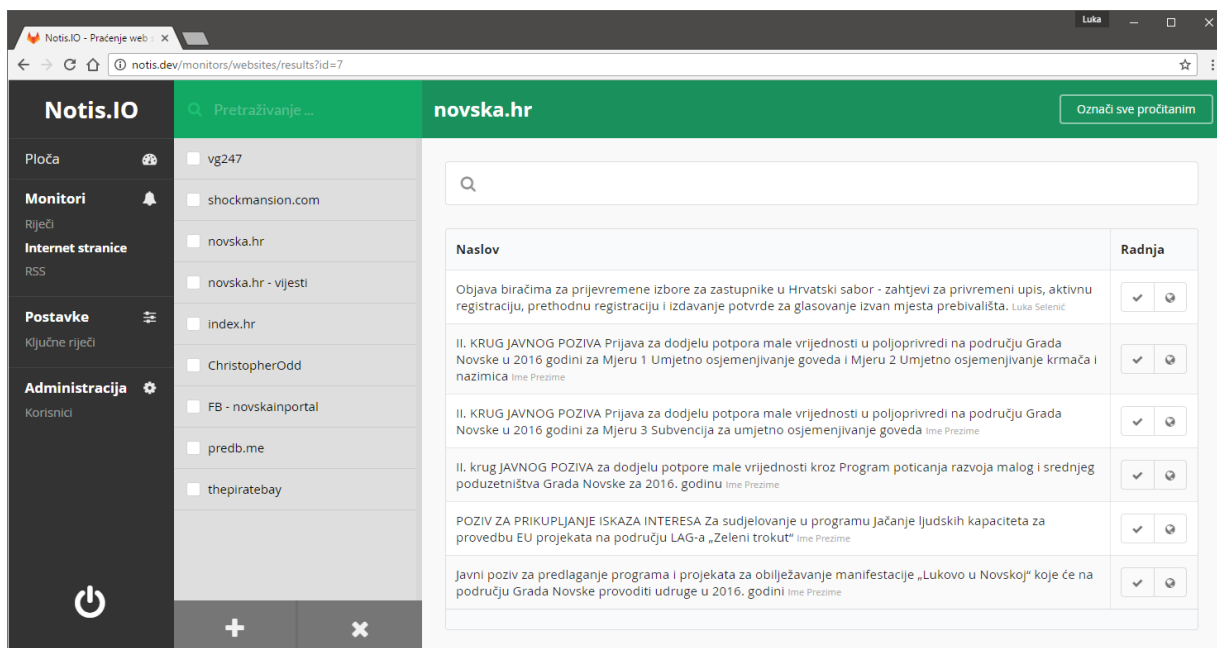 Luka
Notis.IO - Praćenje web s
notis.dev/monitors/websites/results?id=7
Notis.IO
Pretraživanje ...
novska.hr
Označi sve pročitanim
Ploča
Monitori
Riječi
Internet stranice
RSS
Postavke
Ključne riječi
Administracija
Korisnici
vg247
shockmansion.com
novska.hr
novska.hr - vijesti
index.hr
ChristopherOdd
FB - novskainportal
predb.me
thepiratebay
Naslov
Radnja
Objava biračima za prijevremene izbore za zastupnike u Hrvatski sabor - zahtjevi za privremeni upis, aktivnu
registraciju, prethodnu registraciju i izdavanje potvrde za glasovanje izvan mjesta prebivališta. Luka Selenić
II. KRUG JAVNOG POZIVA Prijava za dodjelu potpora male vrijednosti u poljoprivredi na području Grada
Novske u 2016 godini za Mjeru 1 Umjetno osjemenjivanje goveda i Mjeru 2 Umjetno osjemenjivanje krmača i
nazimica Ime Prezime
II. KRUG JAVNOG POZIVA Prijava za dodjelu potpora male vrijednosti u poljoprivredi na području Grada
Novske u 2016 godini za Mjeru 3 Subvencija za umjetno osjemenjivanje goveda Ime Prezime
II. krug JAVNOG POZIVA za dodjelu potpore male vrijednosti kroz Program poticanja razvoja malog i srednjeg
poduzetništva Grada Novske za 2016. godinu Ime Prezime
POZIV ZA PRIKUPLJANJE ISKAZA INTERESA Za sudjelovanje u programu Jačanje ljudskih kapaciteta za
provedbu EU projekata na području LAG-a „Zeleni trokut“ Ime Prezime
Javni poziv za predlaganje programa i projekata za obilježavanje manifestacije „Lukovo u Novskoj“ koje će na
području Grada Novske provoditi udruge u 2016. godini Ime Prezime